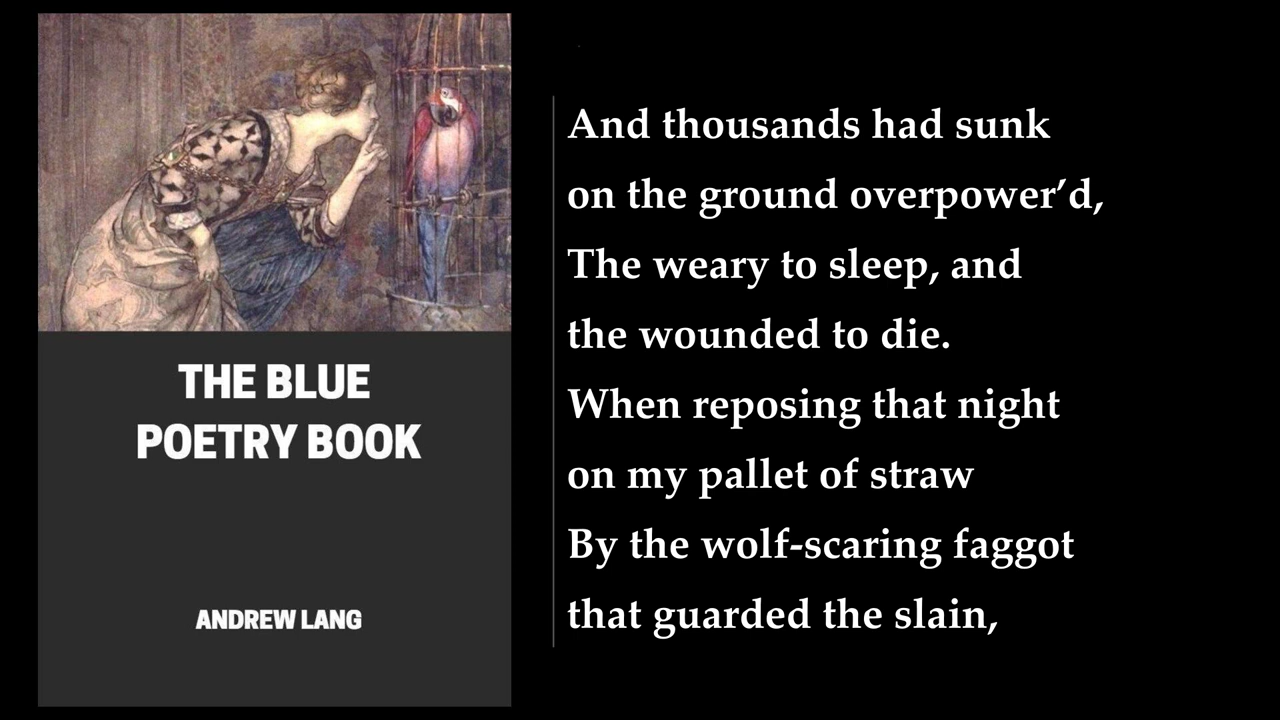 THE BLUE
POETRY BOOK
ANDREW LANG
And thousands had sunk
on the ground overpower’d,
The weary to sleep, and
the wounded to die.
When reposing that night
on my pallet of straw
By the wolf-scaring faggot
that guarded the slain,